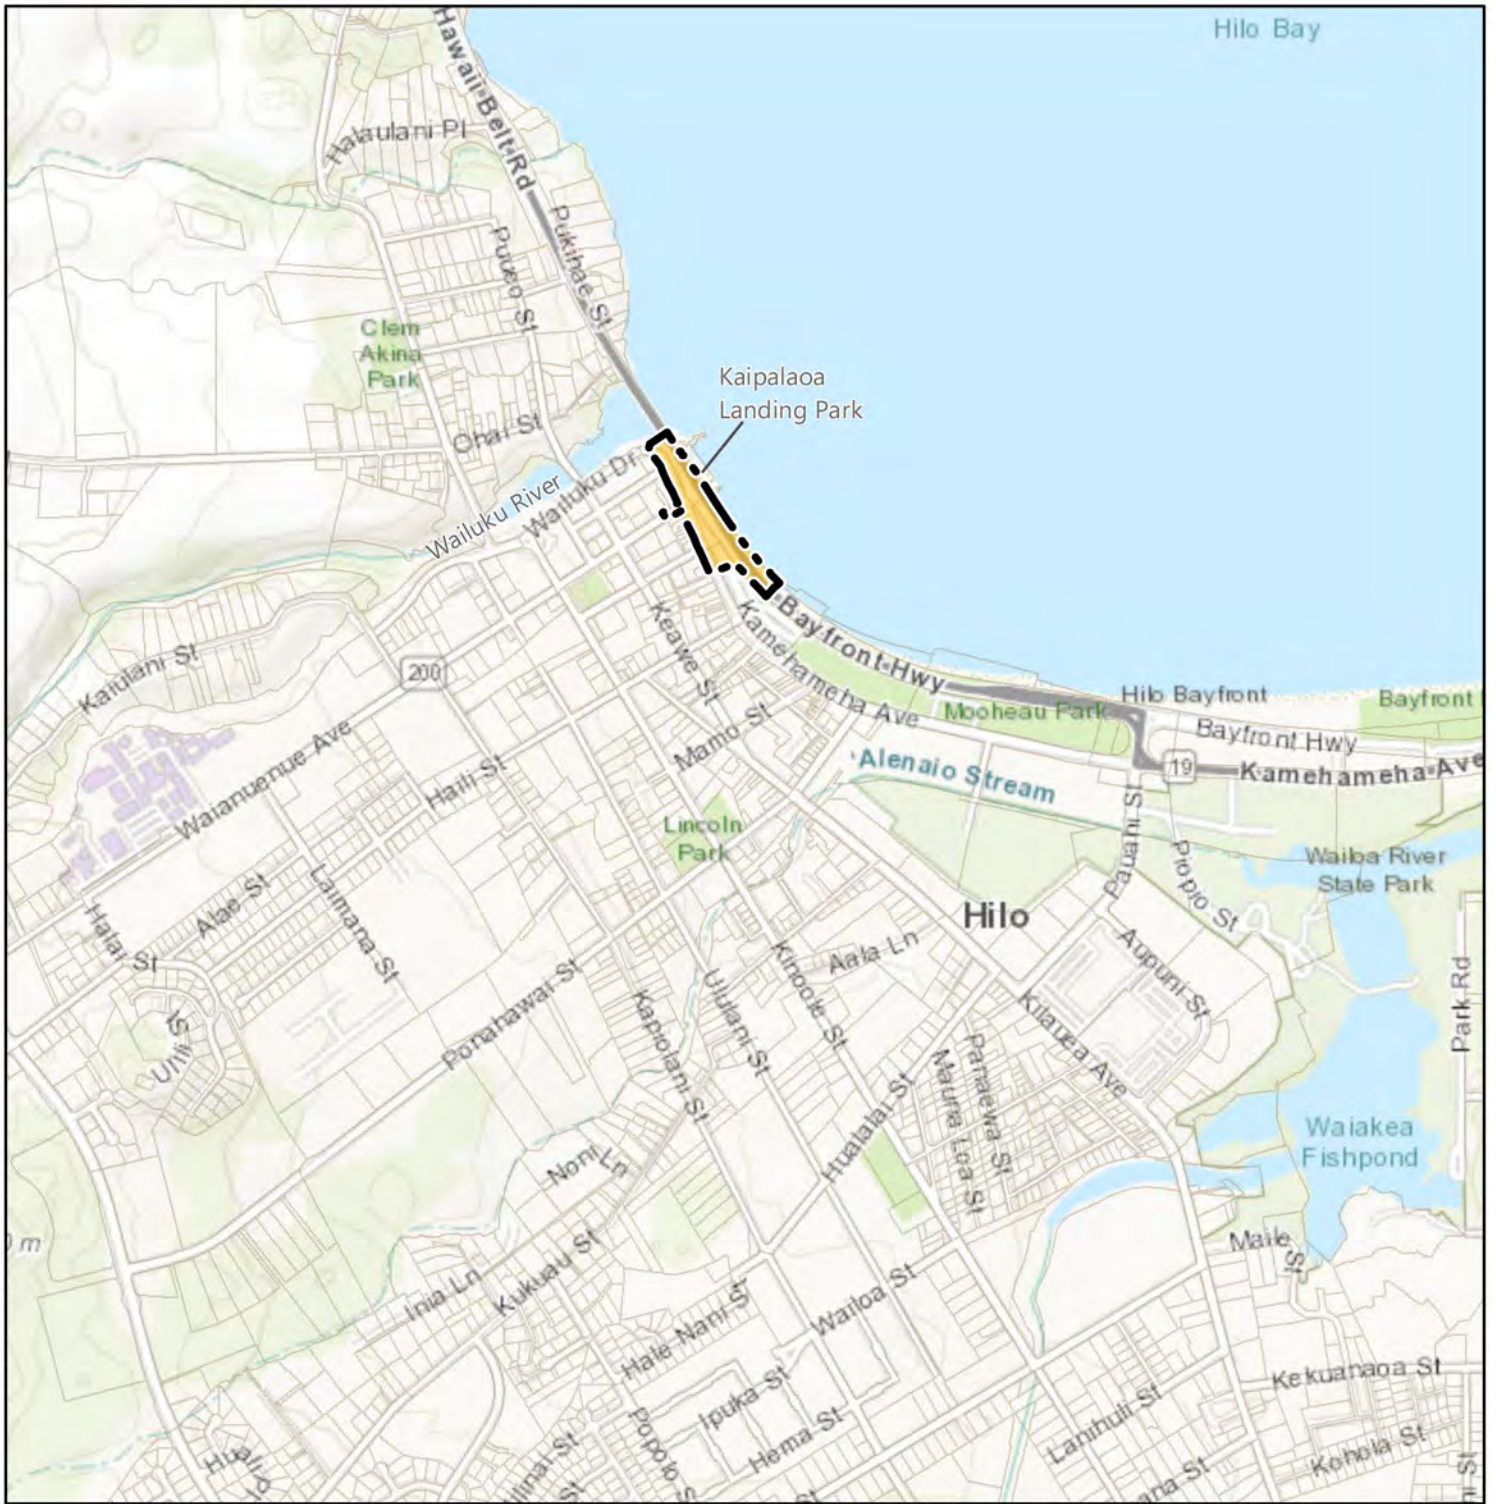 Hilo Bay
Hawaii Belt Rd
Halaulani Pl
Pukihae St
Puueo St
Clem
Akina
Park
Kaipalaoa
Landing Park
Ohai St
Wailuku Dr
Wailuku River
Keawe St
Kamehameha Ave
Bayfront Hwy
Kaiulani St
200
Hilo Bayfront
Bayfront
Mooheau Park
Bayfront Hwy
Mamo St
Waianuenue Ave
Haili St
Alenaio Stream
19
Kamehameha Ave
Lincoln
Park
Pauahi St
Piopio St
Wailoa River
State Park
Halai St
Alae St
Laimana St
Hilo
Aala Ln
Aupuni St
Ponahawai St
Kapiolani St
Ululani St
Kinoole St
Kilauea Ave
Park Rd
Uhli St
Panaewa St
Mauna Loa St
Hualalai St
Waiakea
Fishpond
Noni Ln
m
Inia Ln
Kukuau St
Maile St
Hale Nani St
Wailoa St
Kekuanaoa St
Ipuka St
Hema St
Popolo S
Lanihuli St
Kohola St
ana St